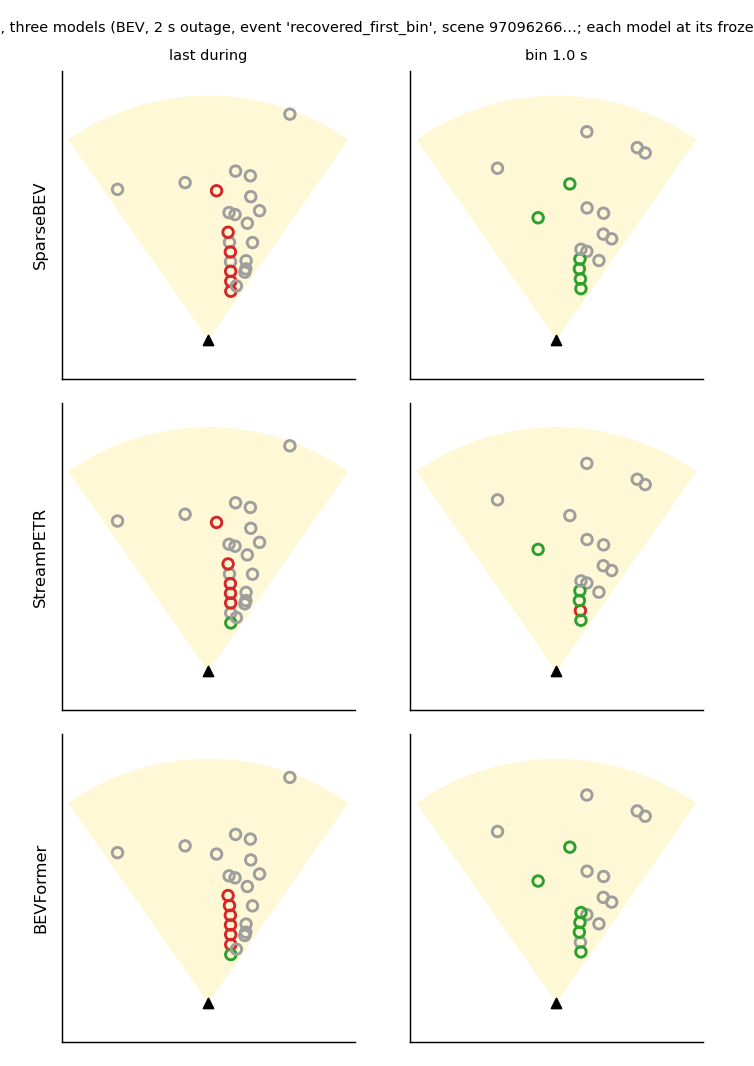 , three models (BEV, 2 s outage, event 'recovered_first_bin', scene 97096266...; each model at its froze
last during
bin 1.0 s
SparseBEV
StreamPETR
BEVFormer